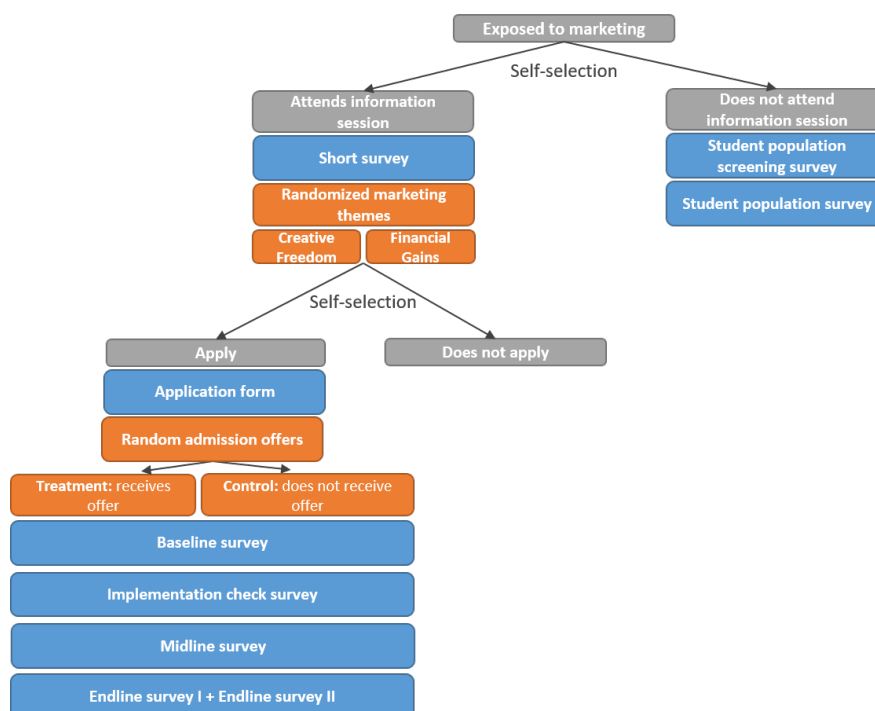 Exposed to marketing
Self-selection
Attends information
session
Does not attend
information session
Short survey
Student population
screening survey
Randomized marketing
themes
Student population survey
Creative
Freedom
Financial
Gains
Self-selection
Apply
Does not apply
Application form
Random admission offers
Treatment: receives
offer
Control: does not receive
offer
Baseline survey
Implementation check survey
Midline survey
Endline survey I + Endline survey II